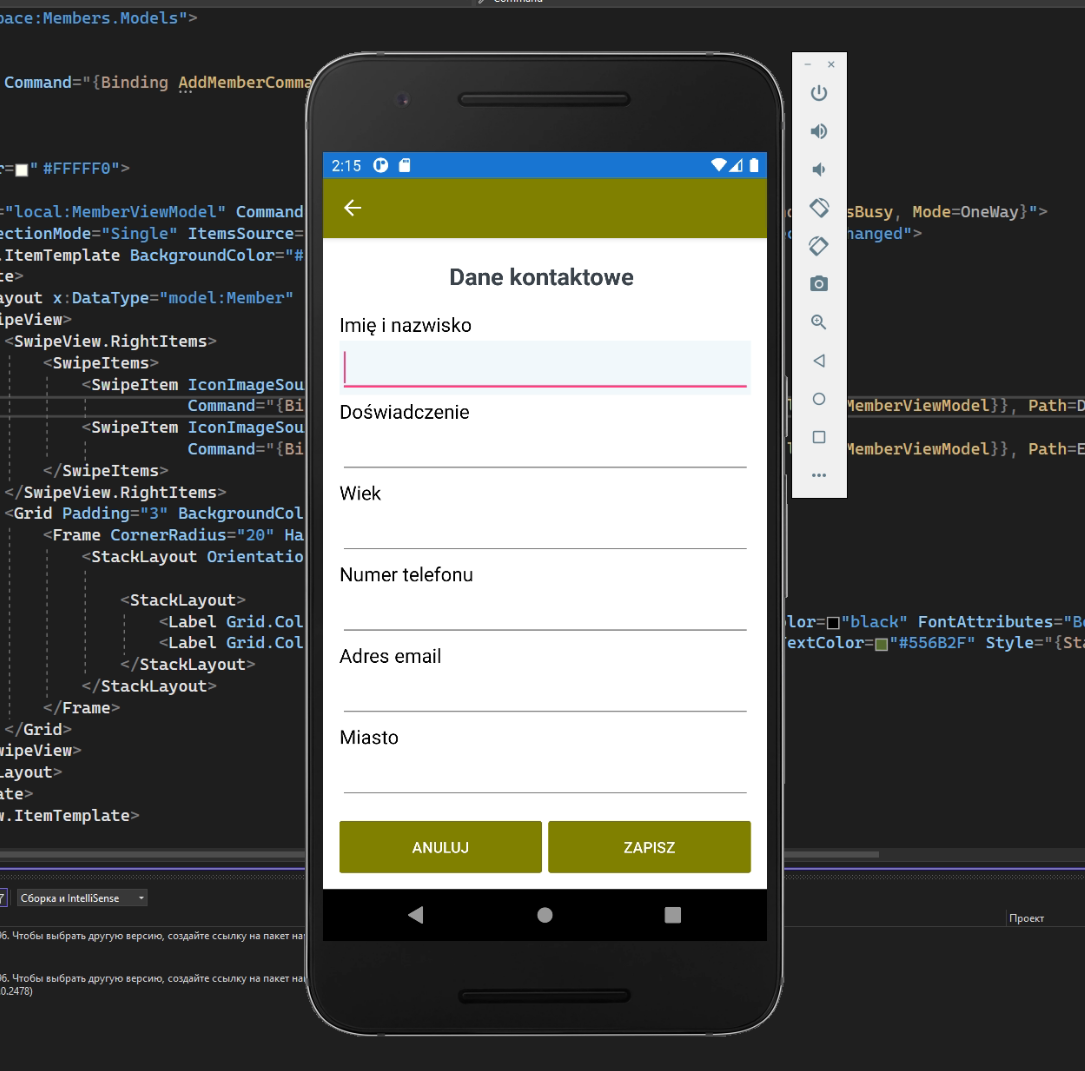 Command
pace:Members.Models">
Command="{Binding AddMemberComma
=" #FFFFF0">
="local:MemberViewModel" Command
sBusy, Mode=OneWay}">
ectionMode="Single" ItemsSource=
hanged">
.ItemTemplate BackgroundColor="#
te>
ayout x:DataType="model:Member"
ipeView>
<SwipeView.RightItems>
<SwipeItems>
<SwipeItem IconImageSou
Command="{Bi
MemberViewModel}}, Path=D
<SwipeItem IconImageSou
Command="{Bi
MemberViewModel}}, Path=E
</SwipeItems>
</SwipeView.RightItems>
<Grid Padding="3" BackgroundCol
<Frame CornerRadius="20" Ha
<StackLayout Orientatio
<StackLayout>
<Label Grid.Col
lor="black" FontAttributes="Bo
<Label Grid.Col
TextColor="#556B2F" Style="{Sta
</StackLayout>
</StackLayout>
</Frame>
</Grid>
wipeView>
Layout>
ate>
w.ItemTemplate>
2:15
Dane kontaktowe
Imię i nazwisko
Doświadczenie
Wiek
Numer telefonu
Adres email
Miasto
ANULUJ ZAPISZ
Сборка и IntelliSense
Проект
96. Чтобы выбрать другую версию, создайте ссылку на пакет на
96. Чтобы выбрать другую версию, создайте ссылку на пакет на
0.2478)